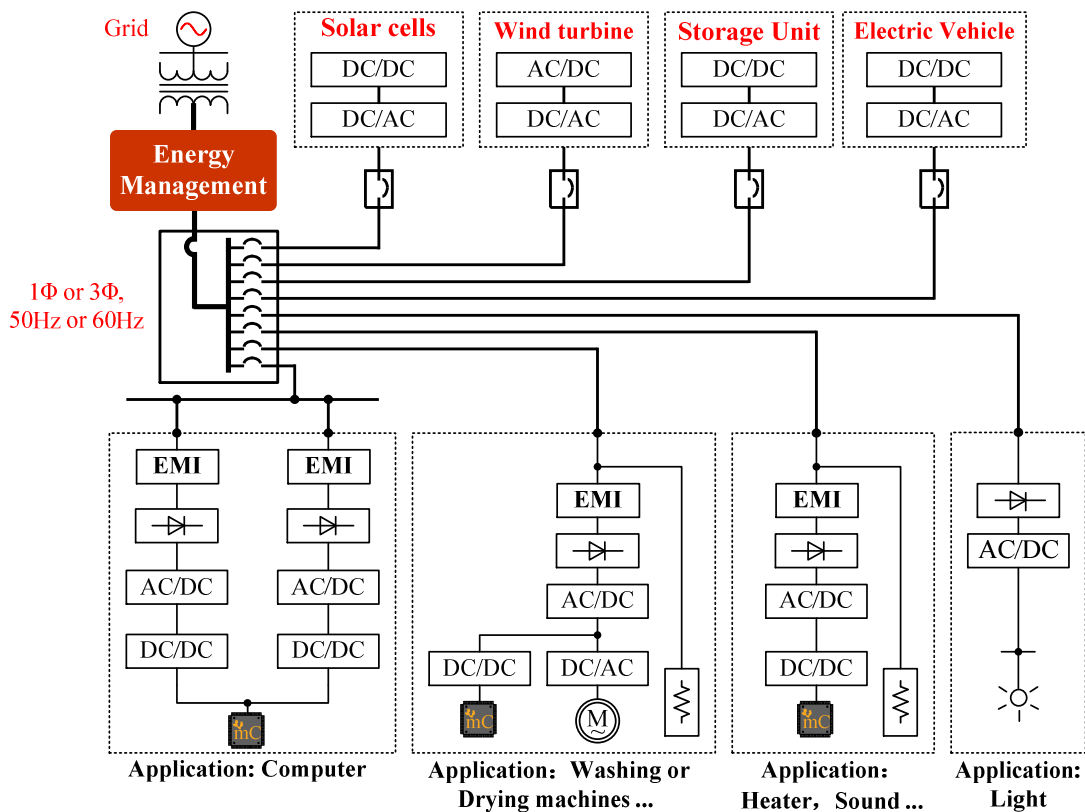 Grid
Solar cells
DC/DC
DC/AC
Wind turbine
AC/DC
DC/AC
Storage Unit
DC/DC
DC/AC
Electric Vehicle
DC/DC
DC/AC
Energy
Management
1Φ or 3Φ,
50Hz or 60Hz
EMI
AC/DC
DC/DC
EMI
AC/DC
DC/DC
mC
Application: Computer
EMI
AC/DC
DC/DC
DC/AC
mC
M
~
Application：Washing or
Drying machines ...
EMI
AC/DC
DC/DC
mC
Application：
Heater，Sound ...
AC/DC
Application:
Light